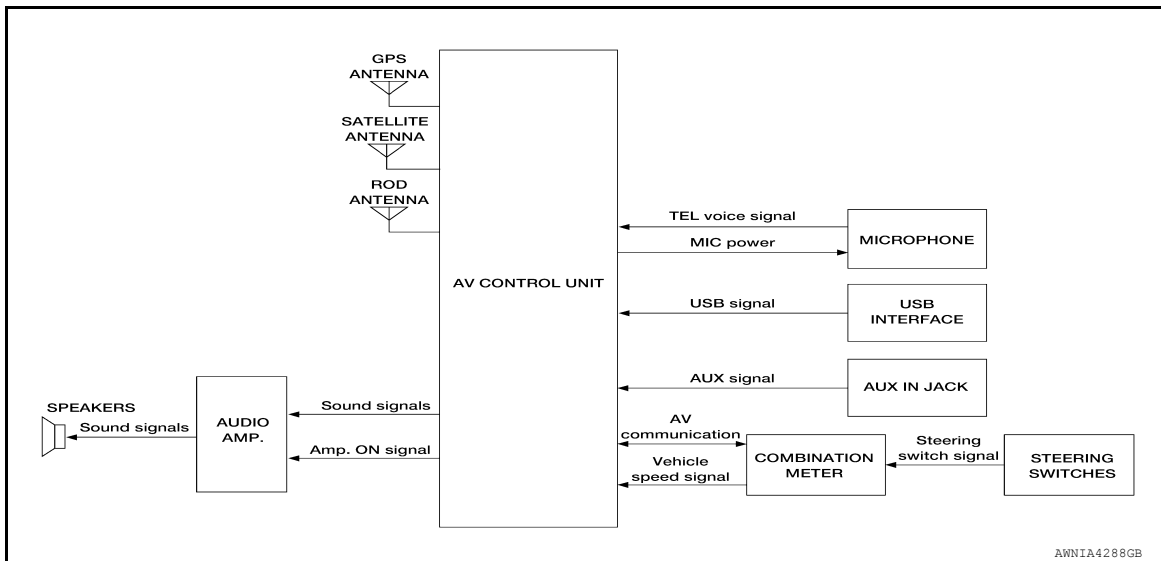 GPS
ANTENNA
SATELLITE
ANTENNA
ROD
ANTENNA
AV CONTROL UNIT
TEL voice signal
MIC power
MICROPHONE
USB signal
USB
INTERFACE
AUX signal
AUX IN JACK
AV
communication
Vehicle
speed signal
COMBINATION
METER
Steering
switch signal
STEERING
SWITCHES
SPEAKERS
Sound signals
AUDIO
AMP.
Sound signals
Amp. ON signal
AWNIA4288GB